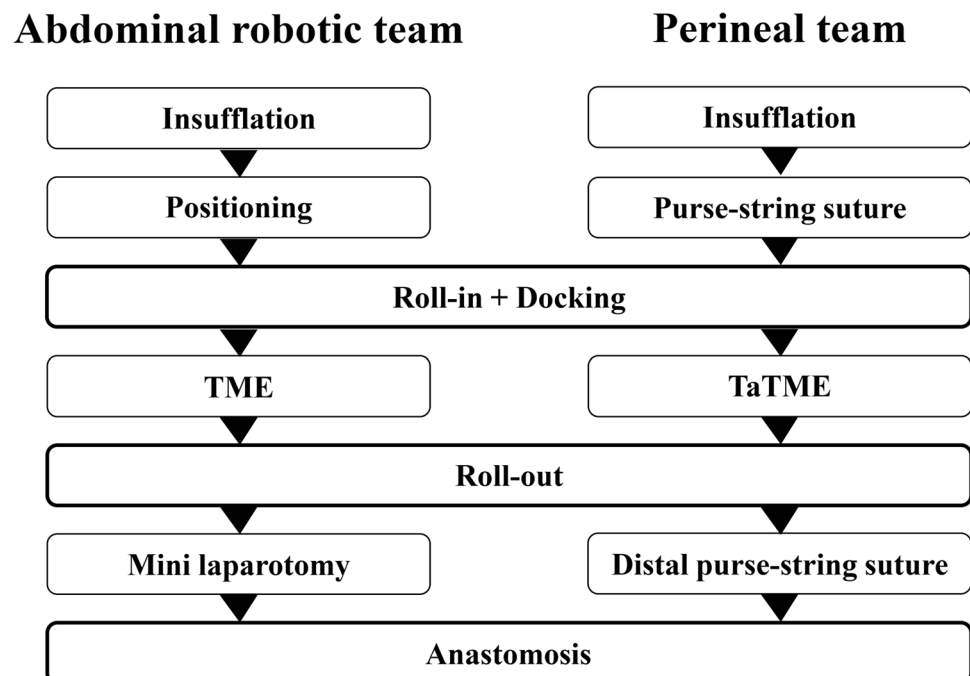 Abdominal robotic team
Perineal team
Insufflation
Insufflation
Positioning
Purse-string suture
Roll-in + Docking
TME
TaTME
Roll-out
Mini laparotomy
Distal purse-string suture
Anastomosis